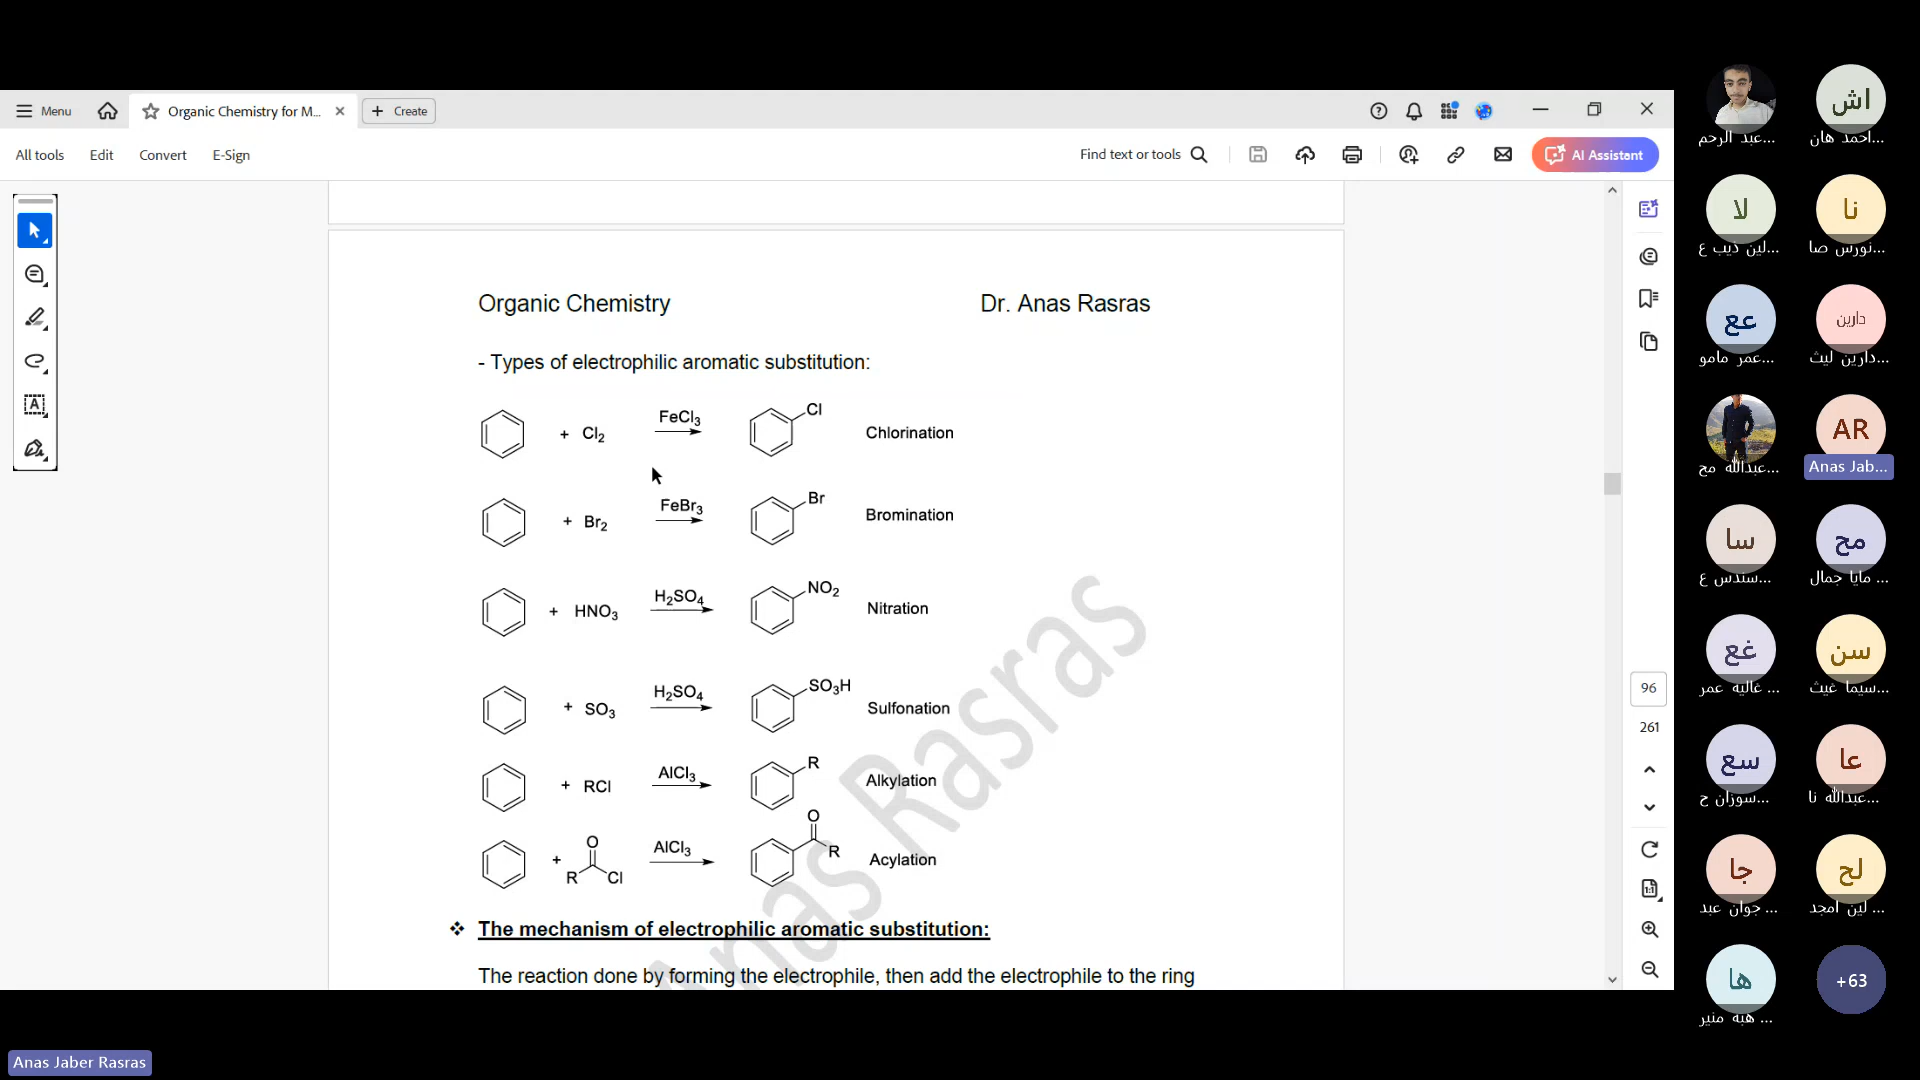 Menu
Organic Chemistry for M...
Create
All tools
Edit
Convert
E-Sign
Find text or tools
AI Assistant
Organic Chemistry
Dr. Anas Rasras
- Types of electrophilic aromatic substitution:
+ Cl2 FeCl3 Cl Chlorination
+ Br2 FeBr3 Br Bromination
+ HNO3 H2SO4 NO2 Nitration
+ SO3 H2SO4 SO3H Sulfonation
+ RCl AlCl3 R Alkylation
+ R O Cl AlCl3 O R Acylation
❖ The mechanism of electrophilic aromatic substitution:
The reaction done by forming the electrophile, then add the electrophile to the ring
Anas Rasras
96
261
1:1
عبد الرحم...
اش
احمد هان...
لا
لين ذيب ع...
نا
نورس صا...
عع
عمر مامو...
دارين
دارين ليث...
عبدالله مح...
AR
Anas Jab...
سا
سندس ع...
مح
مايا جمال ...
غع
غاليه عمر ...
سن
سيما غيث...
سع
سوزان ح...
عا
عبدالله نا...
جا
جوان عبد ...
لح
لين امجد ...
ها
هبه منير ...
+63
Anas Jaber Rasras